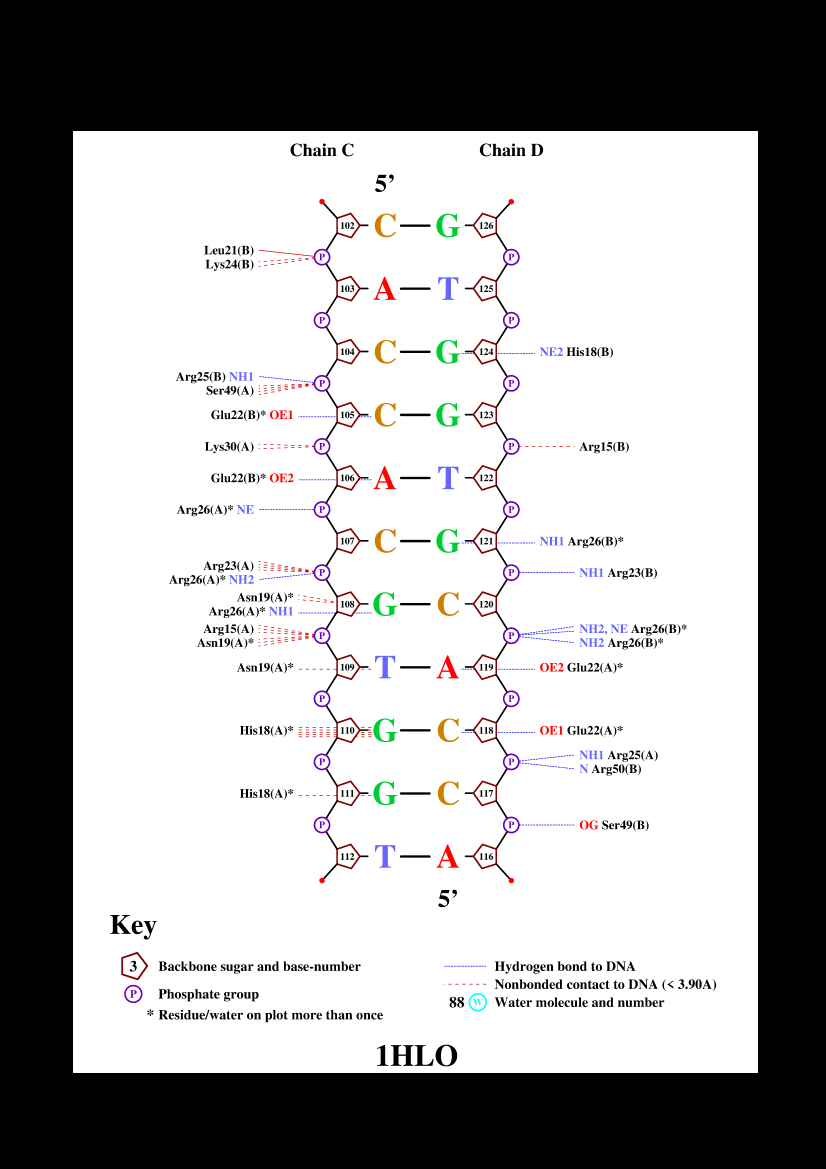 Chain C Chain D
5’
102 C G 126
Leu21(B) P P
Lys24(B)
103 A T 125
P P
104 C G 124 NE2 His18(B)
Arg25(B) NH1 P P
Ser49(A)
Glu22(B)* OE1 105 C G 123
Lys30(A) P P Arg15(B)
Glu22(B)* OE2 106 A T 122
Arg26(A)* NE P P
107 C G 121 NH1 Arg26(B)*
Arg23(A) P P NH1 Arg23(B)
Arg26(A)* NH2
Asn19(A)* 108 G C 120
Arg26(A)* NH1
Arg15(A) P P NH2, NE Arg26(B)*
Asn19(A)* NH2 Arg26(B)*
Asn19(A)* 109 T A 119 OE2 Glu22(A)*
P P
His18(A)* 110 G C 118 OE1 Glu22(A)*
P P NH1 Arg25(A)
N Arg50(B)
His18(A)* 111 G C 117
P P OG Ser49(B)
112 T A 116
5’
Key
3 Backbone sugar and base-number
P Phosphate group
* Residue/water on plot more than once
Hydrogen bond to DNA
Nonbonded contact to DNA (< 3.90A)
88 W Water molecule and number
1HLO